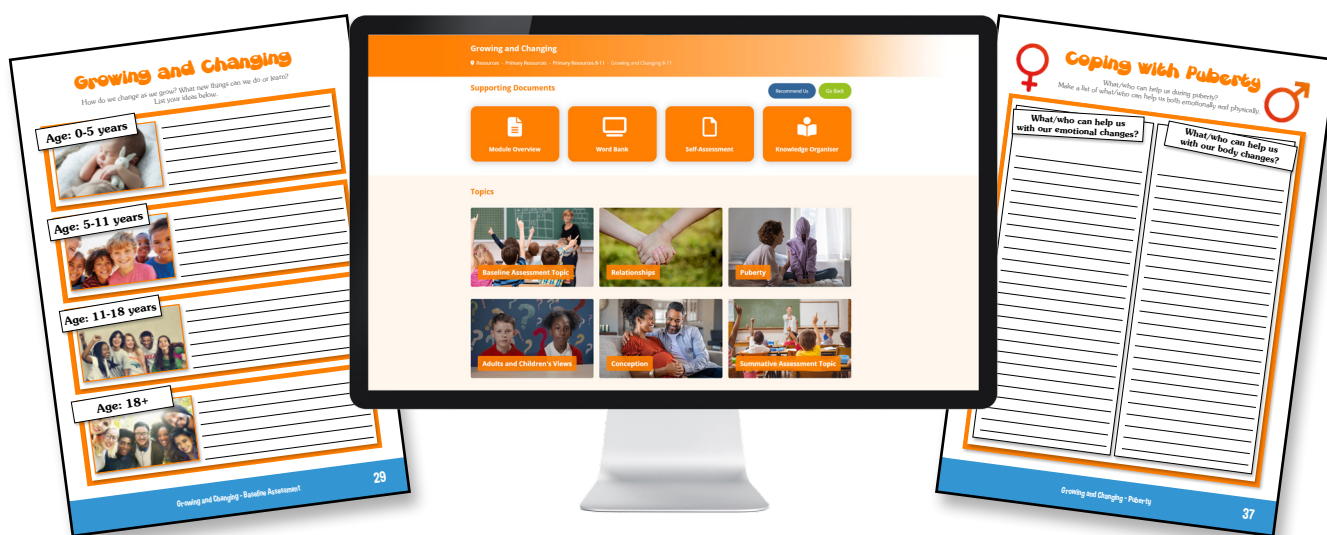 Growing and Changing
How do we change as we grow? What new things can we do or learn?
List your ideas below.
Age: 0-5 years
Age: 5-11 years
Age: 11-18 years
Age: 18+
Growing and Changing - Baseline Assessment
29
Growing and Changing
Resources - Primary Resources - Primary Resources 9-11 - Growing and Changing 9-11
Supporting Documents
Recommend Us
Go Back
Module Overview
Word Bank
Self-Assessment
Knowledge Organiser
Topics
Baseline Assessment Topic
Relationships
Puberty
Adults and Children's Views
Conception
Summative Assessment Topic
Coping with Puberty
What/who can help us during puberty?
Make a list of what/who can help us both emotionally and physically.
What/who can help us
with our emotional changes?
What/who can help us
with our body changes?
Growing and Changing - Puberty
37